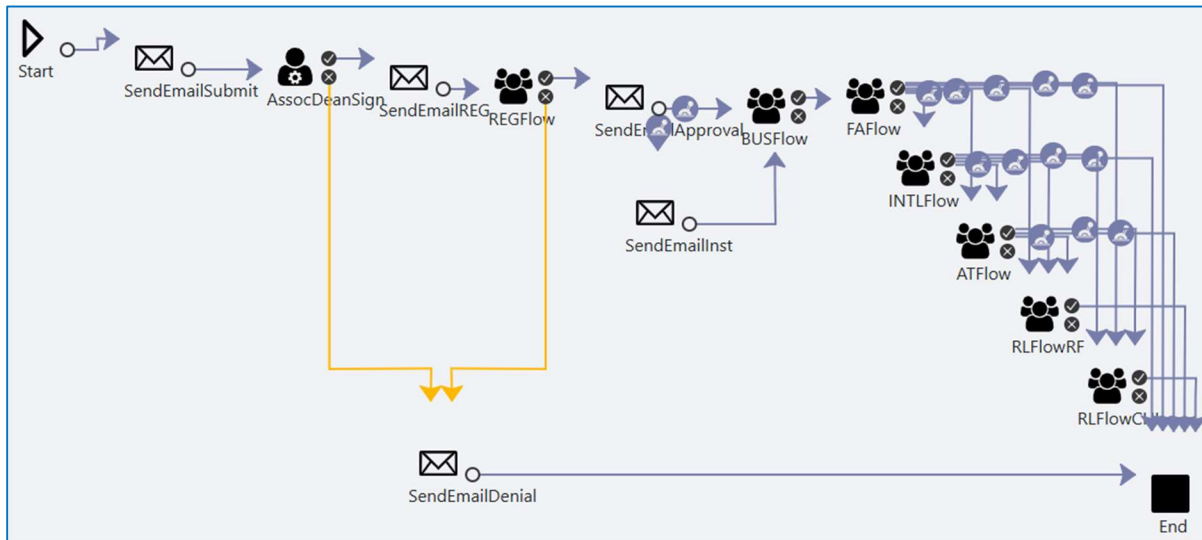 Start
SendEmailSubmit
AssocDeanSign
SendEmailREG
REGFlow
BUSFlow
FAFlow
INTLFlow
SendEmailInst
ATFlow
RLFlowRF
SendEmailDenial
End